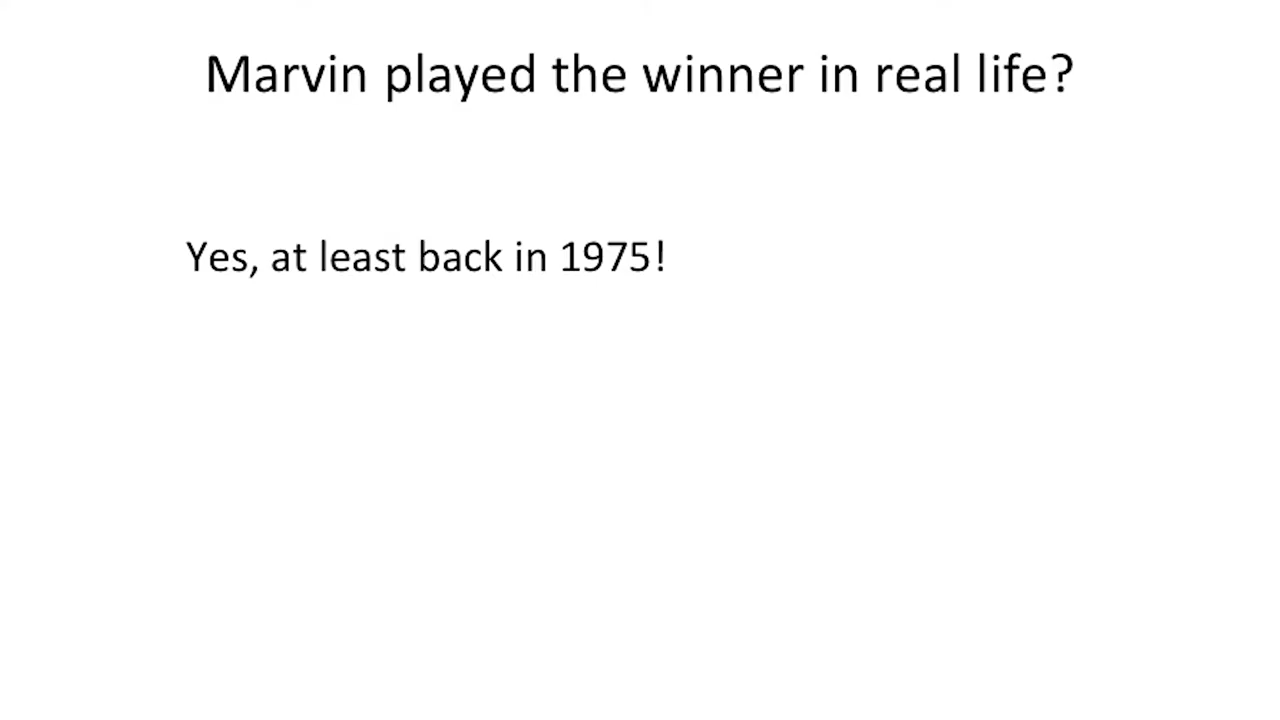 Marvin played the winner in real life?
Yes, at least back in 1975!